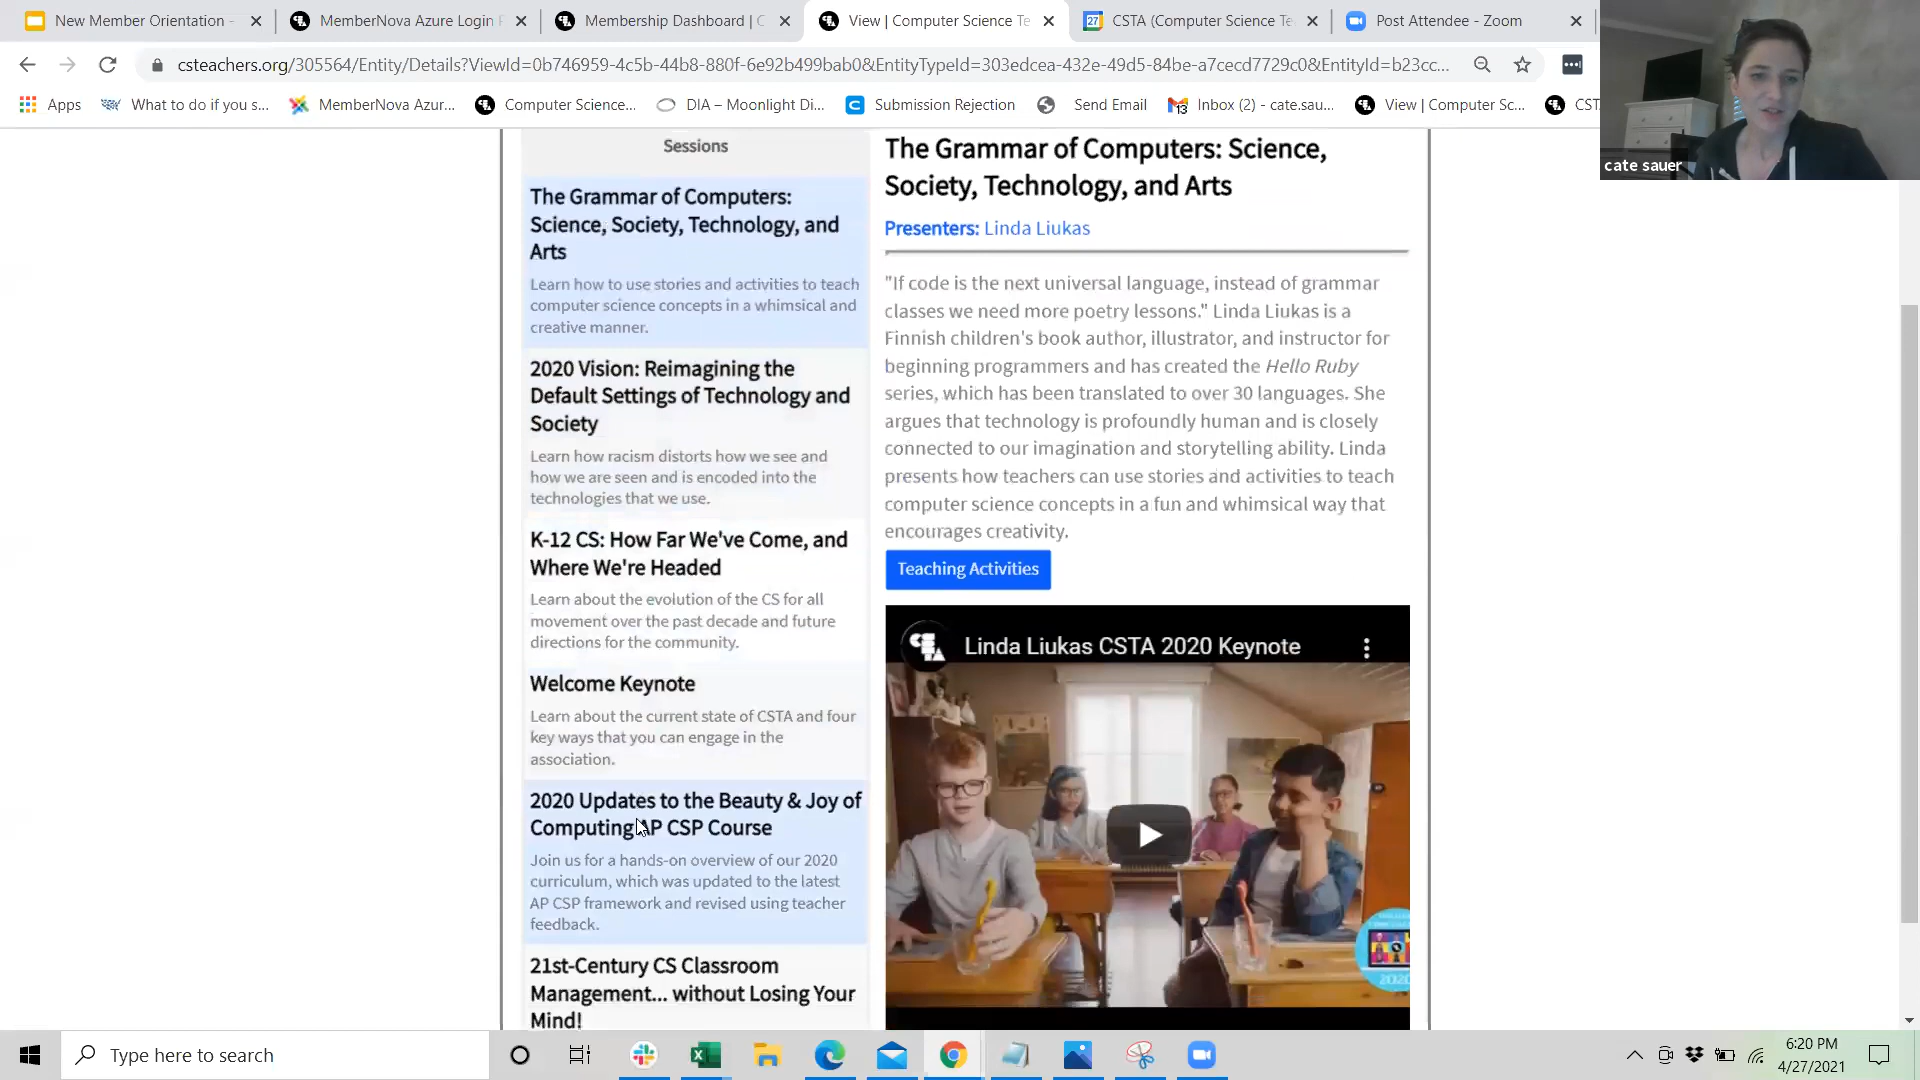 New Member Orientation -
MemberNova Azure Login
Membership Dashboard | C
View | Computer Science Te
CSTA (Computer Science Te
Post Attendee - Zoom
csteachers.org/305564/Entity/Details?ViewId=0b746959-4c5b-44b8-880f-6e92b499bab0&EntityTypeId=303edcea-432e-49d5-84be-a7cecd7729c0&EntityId=b23cc...
Apps
What to do if you s...
MemberNova Azur...
Computer Science...
DIA – Moonlight Di...
Submission Rejection
Send Email
Inbox (2) - cate.sau...
View | Computer Sc...
CST
cate sauer
Sessions
The Grammar of Computers:
Science, Society, Technology, and
Arts
Learn how to use stories and activities to teach
computer science concepts in a whimsical and
creative manner.
2020 Vision: Reimagining the
Default Settings of Technology and
Society
Learn how racism distorts how we see and
how we are seen and is encoded into the
technologies that we use.
K-12 CS: How Far We've Come, and
Where We're Headed
Learn about the evolution of the CS for all
movement over the past decade and future
directions for the community.
Welcome Keynote
Learn about the current state of CSTA and four
key ways that you can engage in the
association.
2020 Updates to the Beauty & Joy of
Computing AP CSP Course
Join us for a hands-on overview of our 2020
curriculum, which was updated to the latest
AP CSP framework and revised using teacher
feedback.
21st-Century CS Classroom
Management... without Losing Your
Mind!
The Grammar of Computers: Science,
Society, Technology, and Arts
Presenters: Linda Liukas
"If code is the next universal language, instead of grammar
classes we need more poetry lessons." Linda Liukas is a
Finnish children's book author, illustrator, and instructor for
beginning programmers and has created the Hello Ruby
series, which has been translated to over 30 languages. She
argues that technology is profoundly human and is closely
connected to our imagination and storytelling ability. Linda
presents how teachers can use stories and activities to teach
computer science concepts in a fun and whimsical way that
encourages creativity.
Teaching Activities
Linda Liukas CSTA 2020 Keynote
2020
Type here to search
6:20 PM
4/27/2021